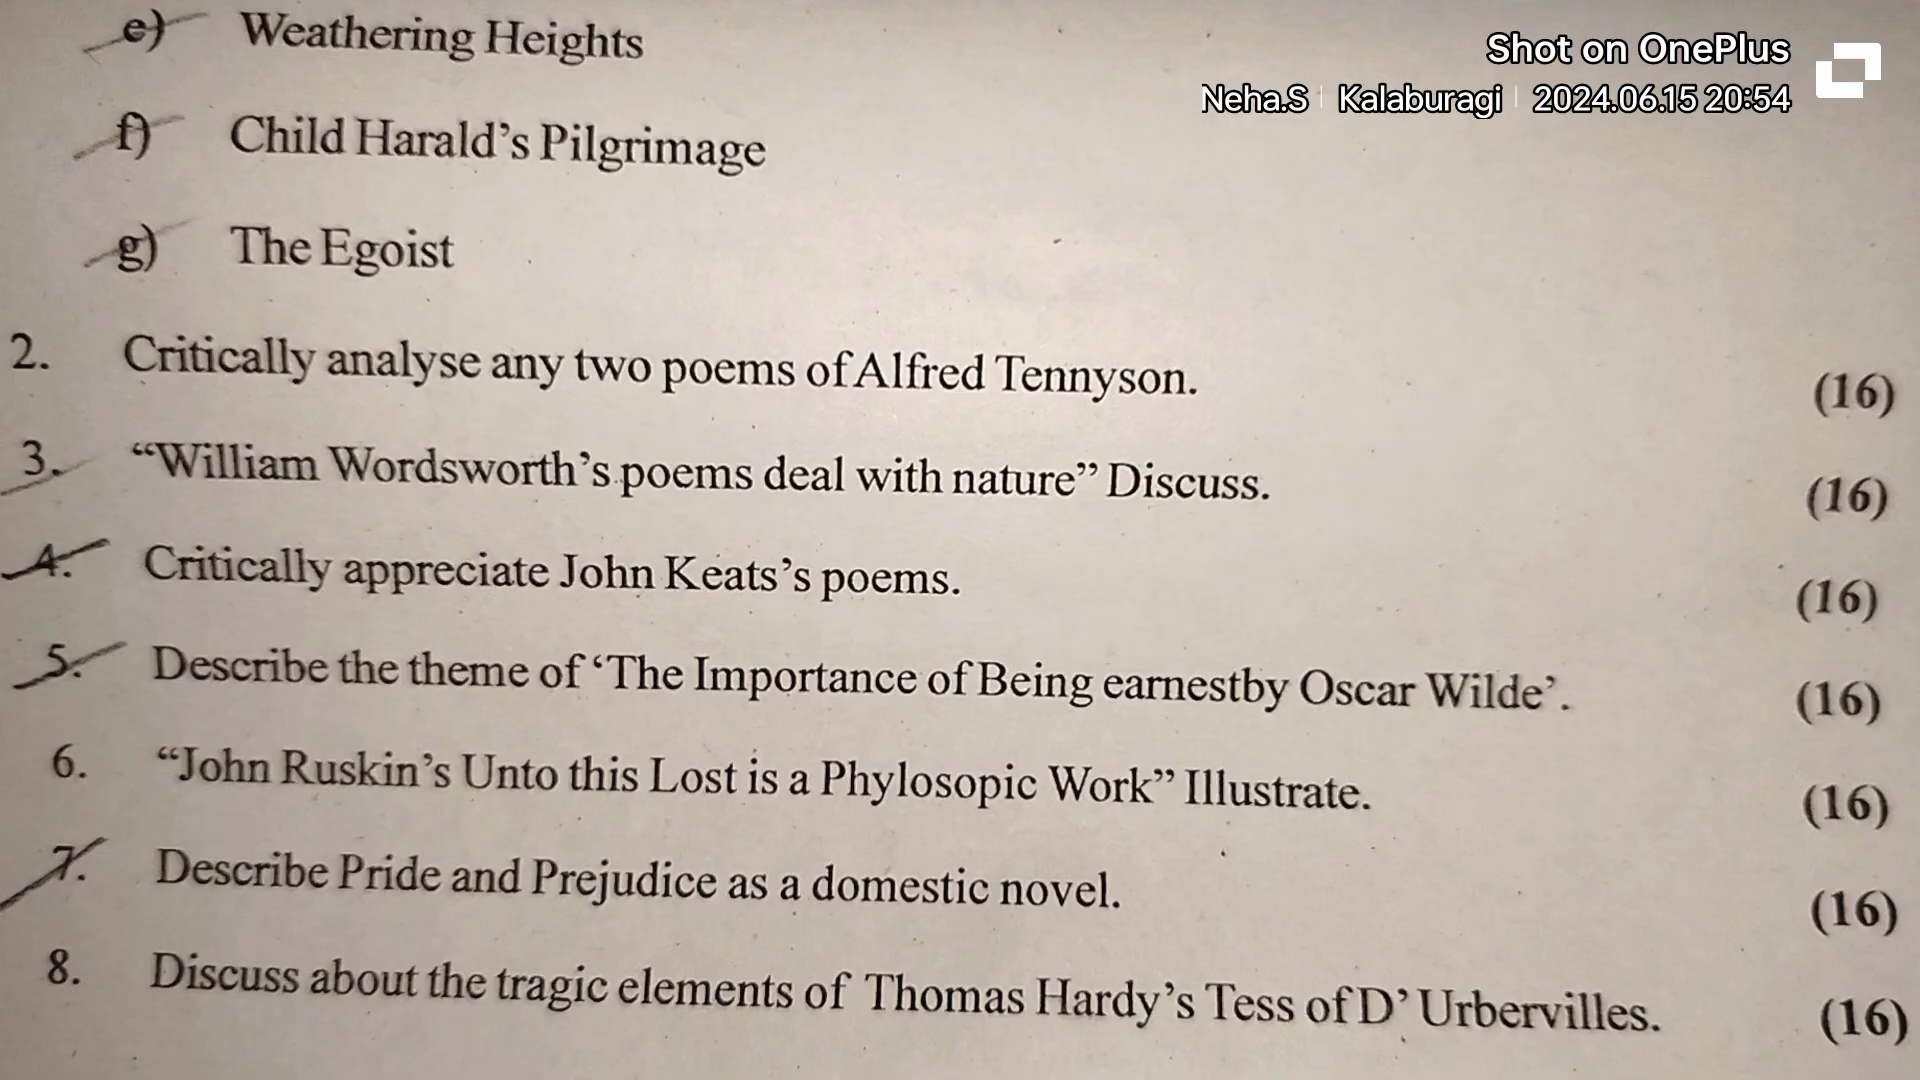 e) Weathering Heights
Shot on OnePlus
Neha.S | Kalaburagi | 2024.06.15 20:54
f) Child Harald's Pilgrimage
g) The Egoist
2. Critically analyse any two poems of Alfred Tennyson. (16)
3. “William Wordsworth's poems deal with nature” Discuss. (16)
4. Critically appreciate John Keats's poems. (16)
5. Describe the theme of ‘The Importance of Being earnestby Oscar Wilde’. (16)
6. “John Ruskin's Unto this Lost is a Phylosopic Work” Illustrate. (16)
7. Describe Pride and Prejudice as a domestic novel. (16)
8. Discuss about the tragic elements of Thomas Hardy's Tess of D' Urbervilles. (16)